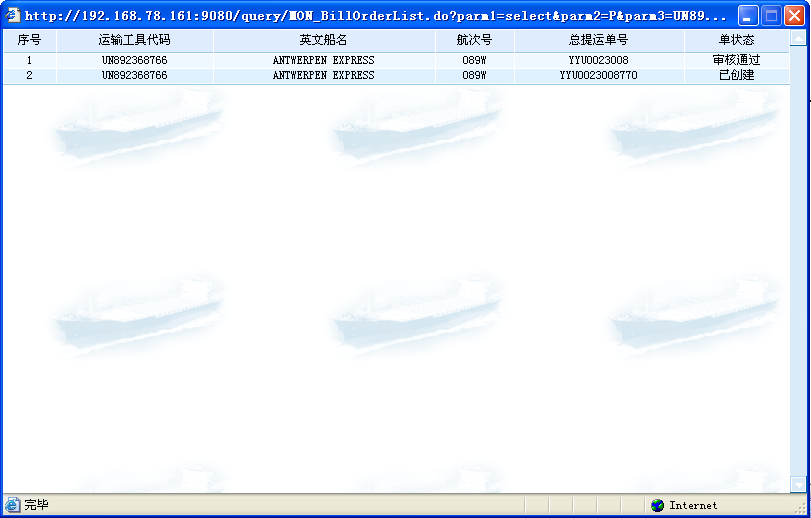 http://192.168.78.161:9080/query/MON_BillOrderList.do?parm1=select&parm2=P&parm3=UN89...
序号 运输工具代码 英文船名 航次号 总提运单号 单状态
1 UN892368766 ANTWERPEN EXPRESS 089W YYU0023008 审核通过
2 UN892368766 ANTWERPEN EXPRESS 089W YYU0023008770 已创建
完毕 Internet